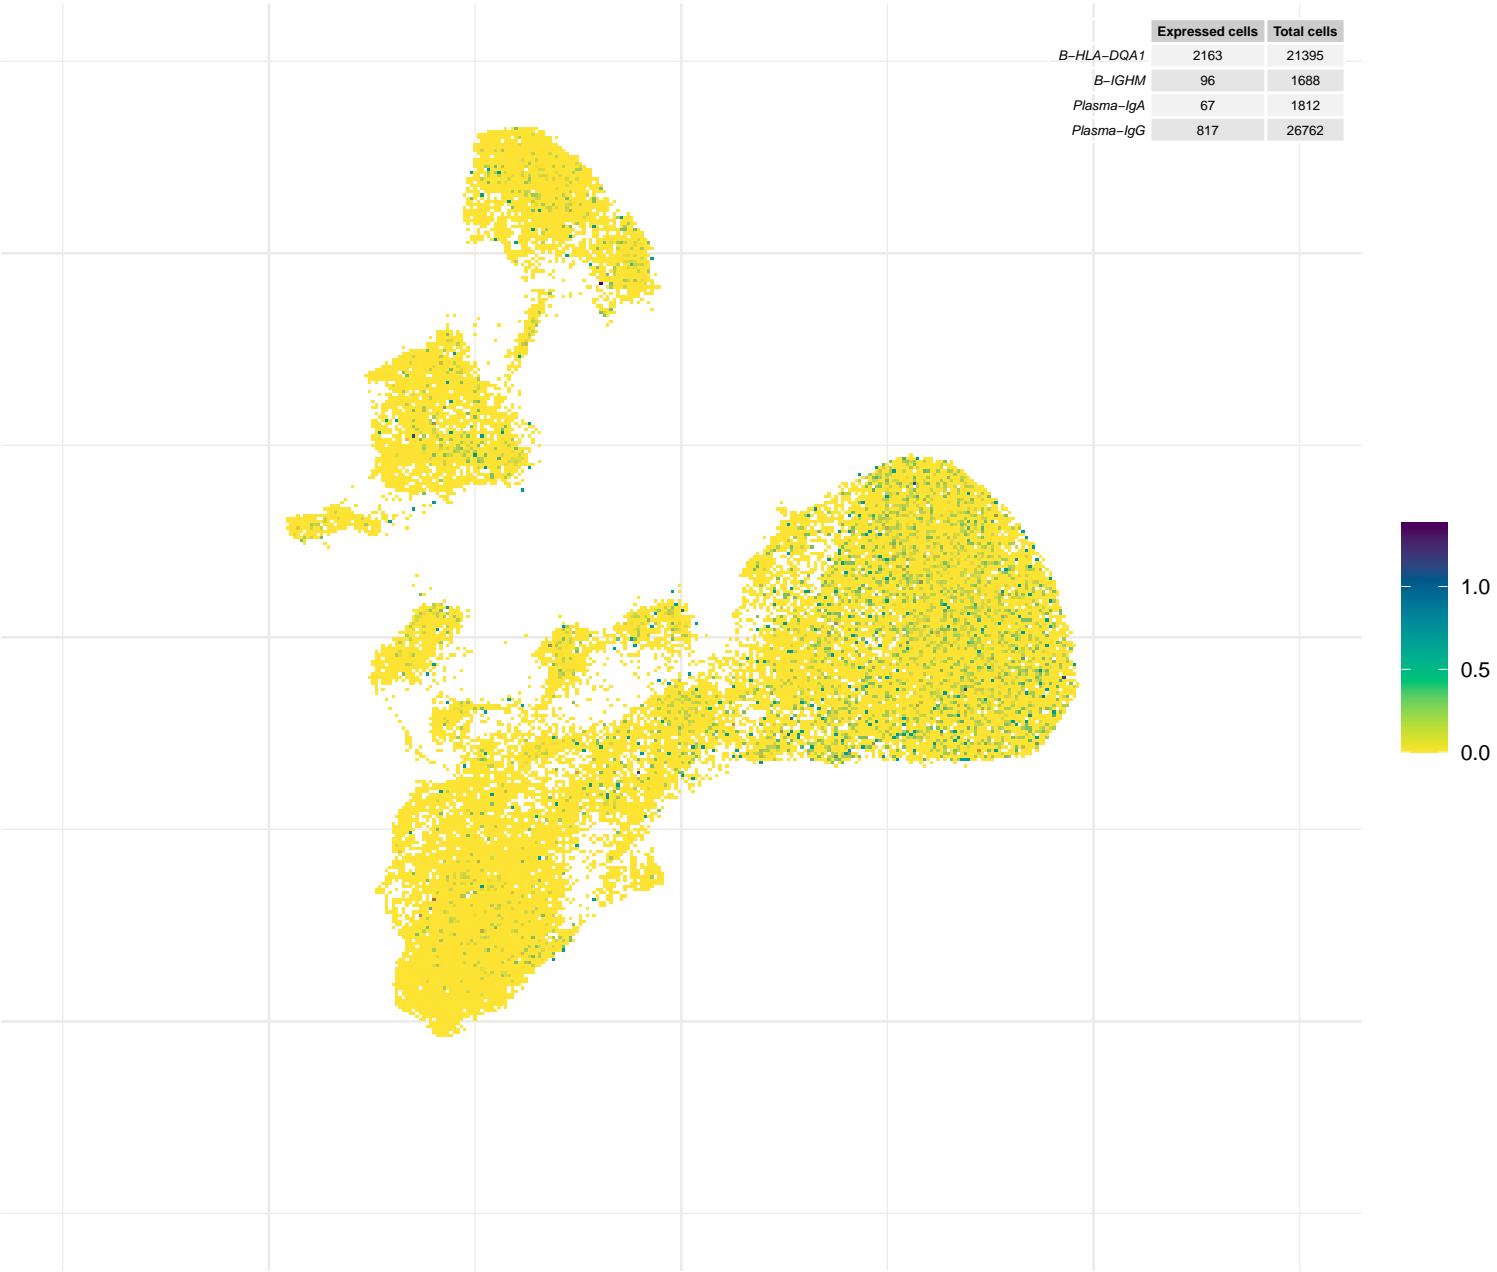 Expressed cells Total cells
B−HLA−DQA1 2163 21395
B−IGHM 96 1688
Plasma−IgA 67 1812
Plasma−IgG 817 26762
1.0
0.5
0.0